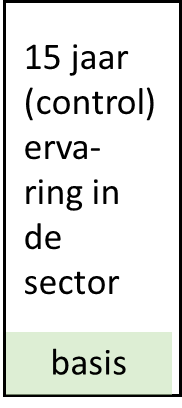 15 jaar
(control)
erva-
ring in
de
sector
basis